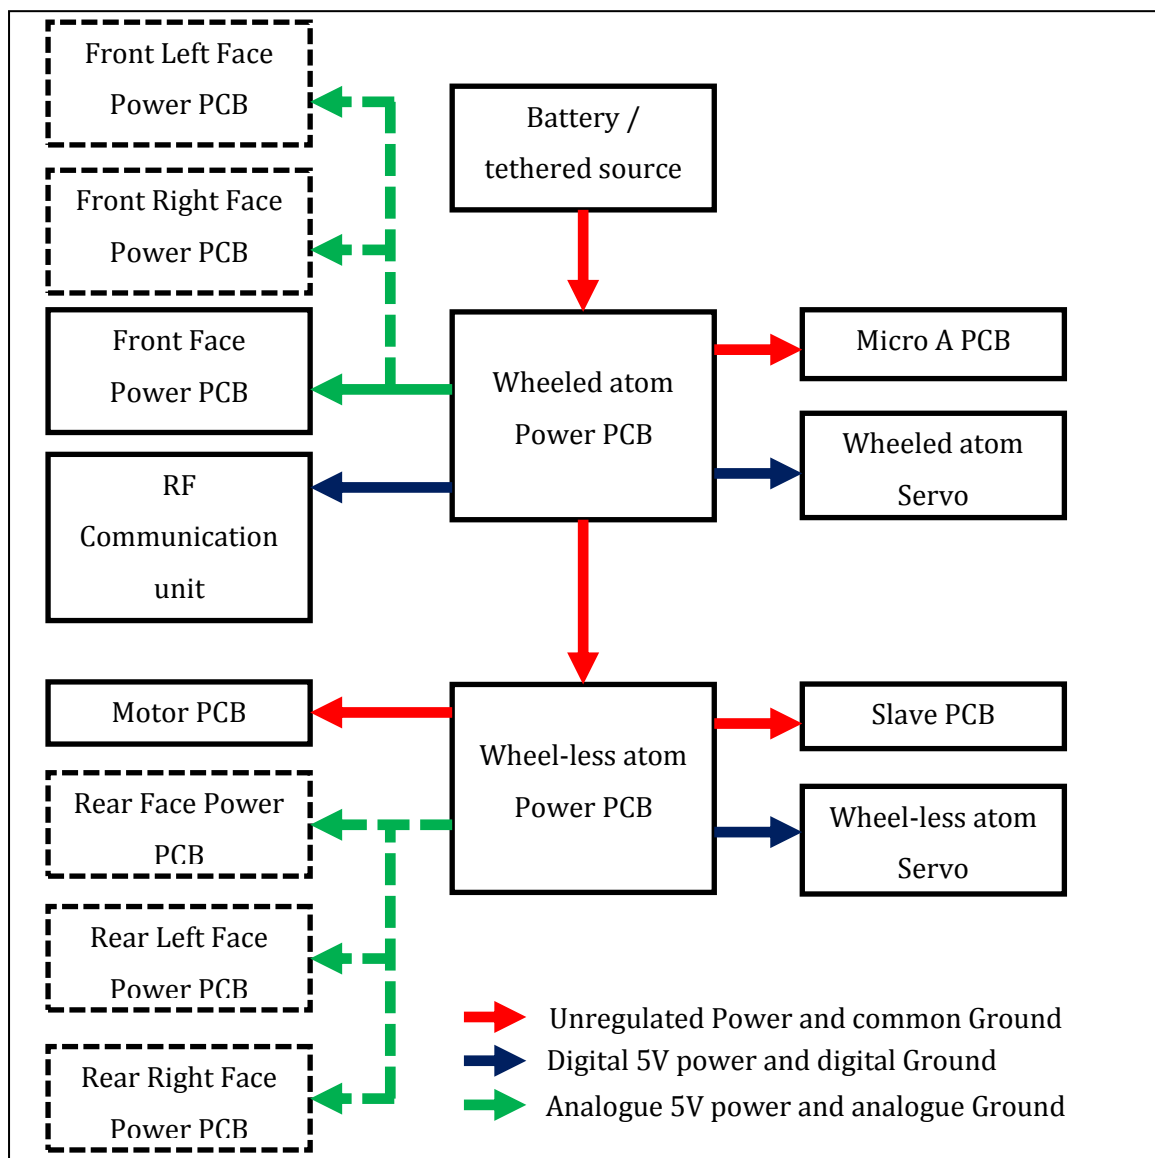 Front Left Face
Power PCB
Front Right Face
Power PCB
Front Face
Power PCB
RF
Communication
unit
Battery /
tethered source
Wheeled atom
Power PCB
Micro A PCB
Wheeled atom
Servo
Motor PCB
Rear Face Power
PCB
Rear Left Face
Power PCB
Rear Right Face
Power PCB
Wheel-less atom
Power PCB
Slave PCB
Wheel-less atom
Servo
Unregulated Power and common Ground
Digital 5V power and digital Ground
Analogue 5V power and analogue Ground